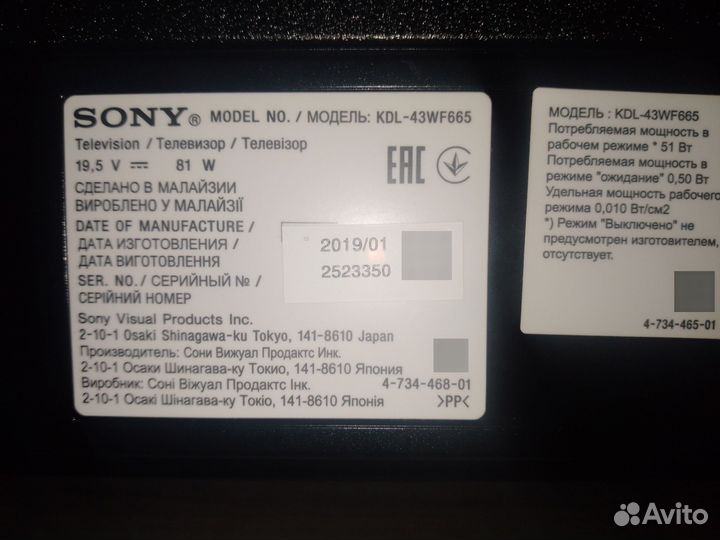 SONY® MODEL NO. / МОДЕЛЬ: KDL-43WF665
Television / Телевизор / Телевізор
19,5 V ⎓ 81 W
EAC
СДЕЛАНО В МАЛАЙЗИИ
ВИРОБЛЕНО У МАЛАЙЗІЇ
DATE OF MANUFACTURE /
ДАТА ИЗГОТОВЛЕНИЯ /
ДАТА ВИГОТОВЛЕННЯ
2019/01
SER. NO./ СЕРИЙНЫЙ № /
СЕРІЙНИЙ НОМЕР
2523350
Sony Visual Products Inc.
2-10-1 Osaki Shinagawa-ku Tokyo, 141-8610 Japan
Производитель: Сони Вижуал Продактс Инк.
2-10-1 Осаки Шинагава-ку Токио, 141-8610 Япония
Виробник: Соні Віжуал Продактс Інк.
2-10-1 Осакі Шінагава-ку Токіо, 141-8610 Японія
4-734-468-01
>PP<
МОДЕЛЬ : KDL-43WF665
Потребляемая мощность в
рабочем режиме * 51 Вт
Потребляемая мощность в
режиме "ожидание" 0,50 Вт
Удельная мощность рабочего
режима 0,010 Вт/см2
*) Режим "Выключено" не
предусмотрен изготовителем,
отсутствует.
4-734-465-01
Avito